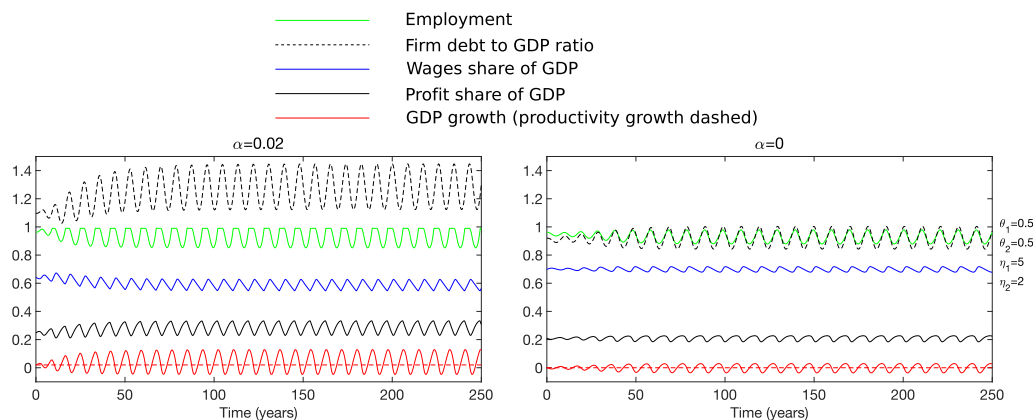 Employment
Firm debt to GDP ratio
Wages share of GDP
Profit share of GDP
GDP growth (productivity growth dashed)
α=0.02
α=0
1.4
1.2
1
0.8
0.6
0.4
0.2
0
0 50 100 150 200 250
Time (years)
1.4
1.2
1
0.8
0.6
0.4
0.2
0
0 50 100 150 200 250
Time (years)
θ₁=0.5
θ₂=0.5
η₁=5
η₂=2